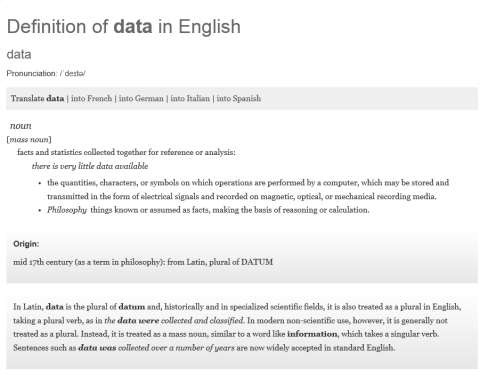 Definition of data in English
data
Pronunciation: /ˈdeɪtə/
Translate data | into French | into German | into Italian | into Spanish
noun
[mass noun]
facts and statistics collected together for reference or analysis:
there is very little data available
• the quantities, characters, or symbols on which operations are performed by a computer, which may be stored and
transmitted in the form of electrical signals and recorded on magnetic, optical, or mechanical recording media.
• Philosophy things known or assumed as facts, making the basis of reasoning or calculation.
Origin:
mid 17th century (as a term in philosophy): from Latin, plural of DATUM
In Latin, data is the plural of datum and, historically and in specialized scientific fields, it is also treated as a plural in English,
taking a plural verb, as in the data were collected and classified. In modern non-scientific use, however, it is generally not
treated as a plural. Instead, it is treated as a mass noun, similar to a word like information, which takes a singular verb.
Sentences such as data was collected over a number of years are now widely accepted in standard English.